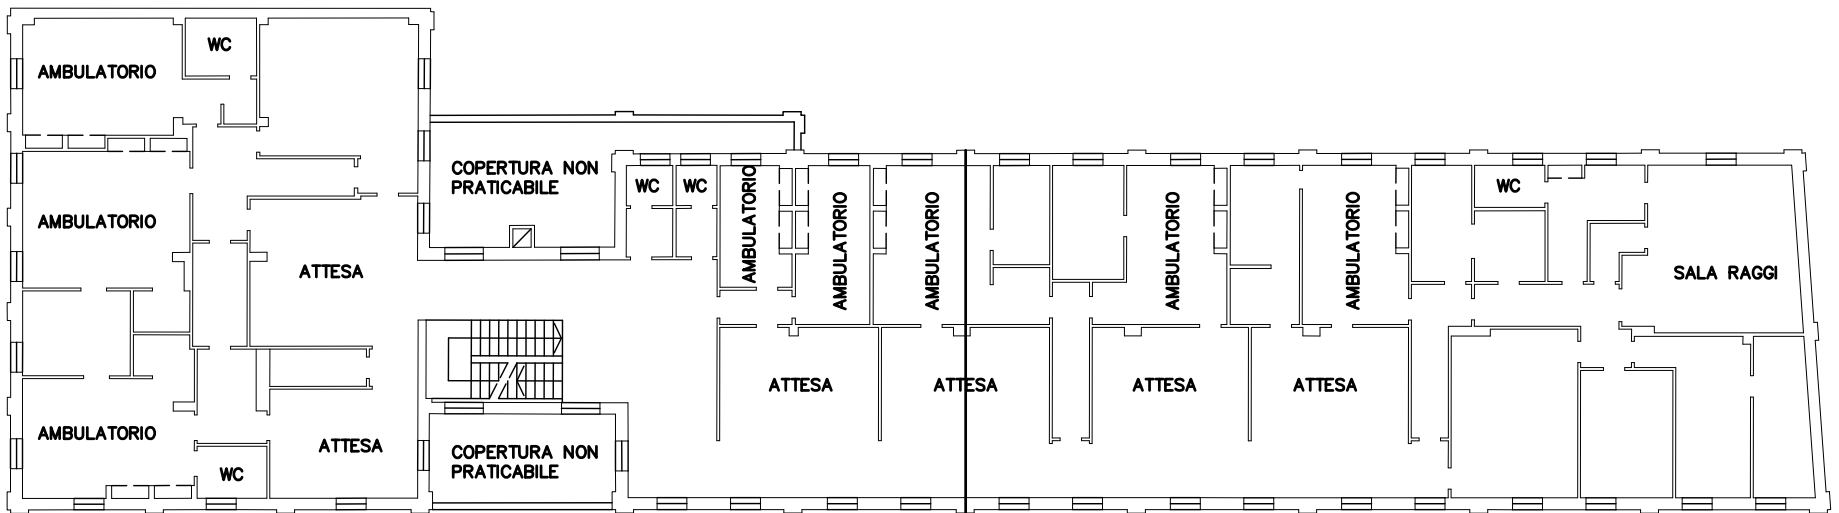 WC
AMBULATORIO
COPERTURA NON
PRATICABILE
WC
WC
AMBULATORIO
AMBULATORIO
AMBULATORIO
AMBULATORIO
AMBULATORIO
WC
AMBULATORIO
ATTESA
SALA RAGGI
ATTESA
ATTESA
ATTESA
ATTESA
AMBULATORIO
ATTESA
COPERTURA NON
PRATICABILE
WC